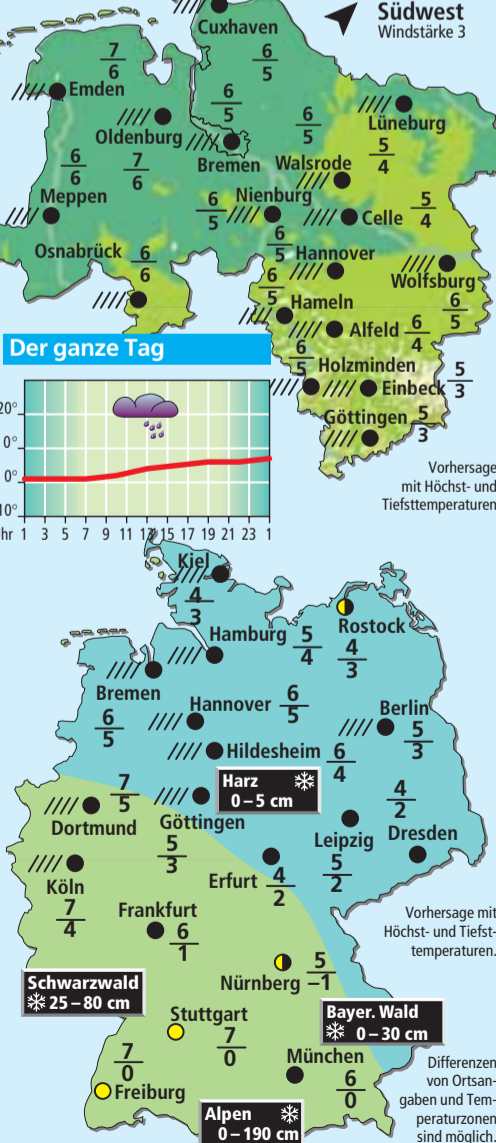 Südwest
Windstärke 3
Cuxhaven
7
6
6
5
Emden
6
5
Oldenburg
6
5
Lüneburg
Bremen
Walsrode
5
4
6
6
7
6
Meppen
Nienburg
6
5
Celle
5
4
Osnabrück
6
6
6
5
Hannover
Wolfsburg
6
5
6
5
Hameln
Alfeld
6
4
6
5
Holzminden
Einbeck
5
3
Göttingen
5
3
Der ganze Tag
20°
0°
0°
10°
hr 1 3 5 7 9 11 13 15 17 19 21 23 1
Vorhersage
mit Höchst- und
Tiefsttemperaturen
Kiel
4
3
Rostock
4
3
Hamburg
5
4
Bremen
6
5
Hannover
6
5
Berlin
5
3
Hildesheim
6
4
Harz
0–5 cm
7
5
Dortmund
Göttingen
5
3
4
2
Leipzig
5
2
Dresden
Köln
7
4
Erfurt
4
2
Frankfurt
6
1
Vorhersage mit
Höchst- und Tiefst-
temperaturen.
Nürnberg
5
–1
Schwarzwald
25–80 cm
Stuttgart
7
0
Bayer. Wald
0–30 cm
7
0
Freiburg
München
6
0
Alpen
0–190 cm
Differenzen
von Ortsan-
gaben und Tem-
peraturzonen
sind möglich.